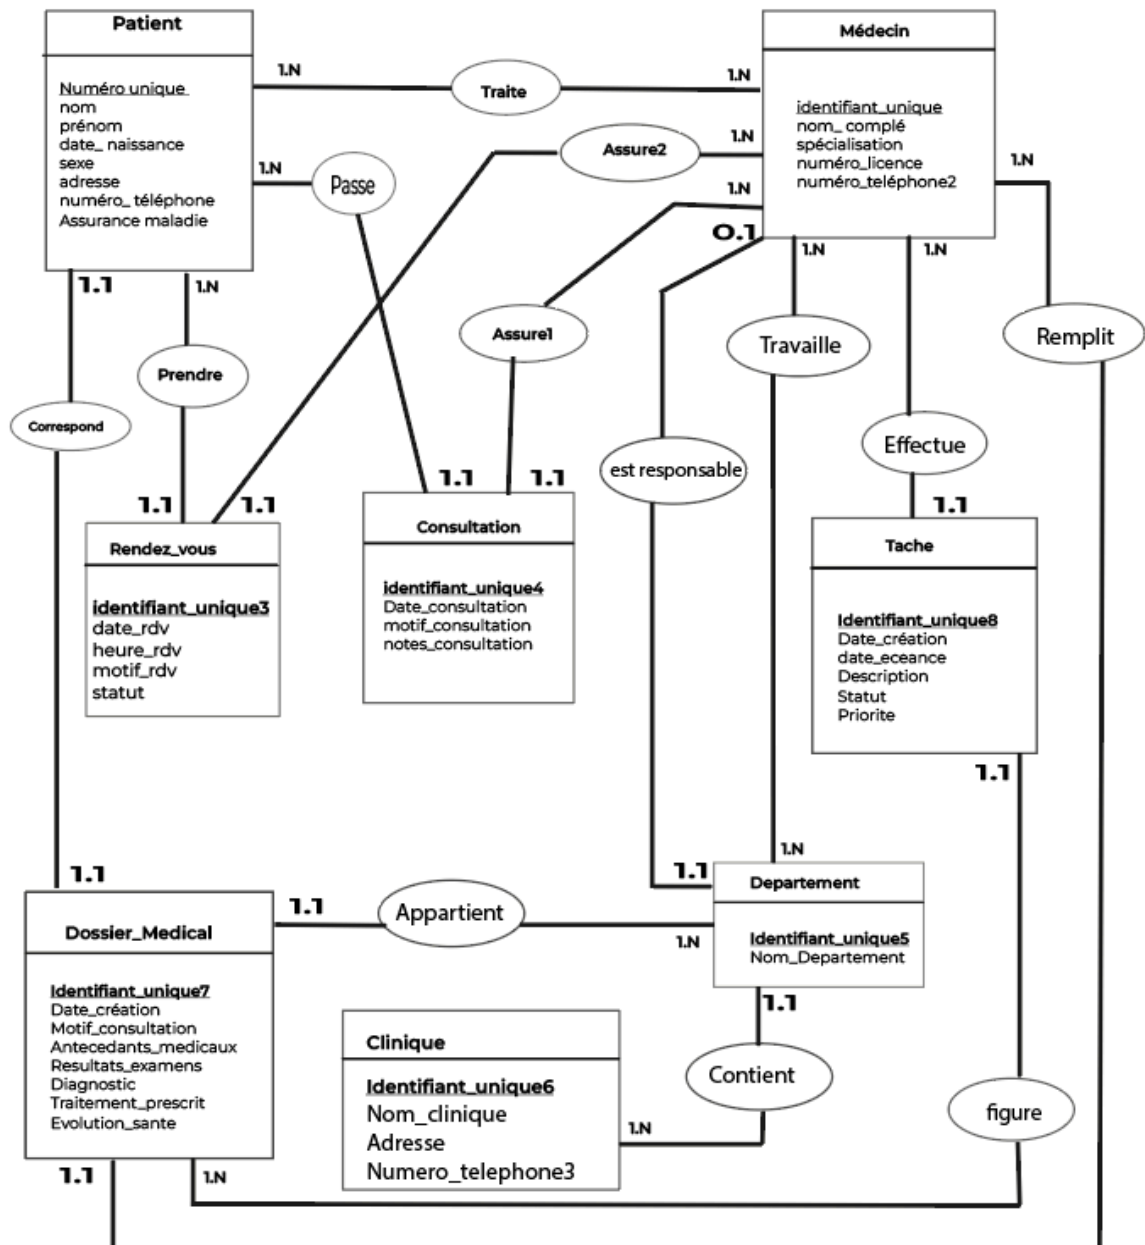 Patient
Numéro unique
nom
prénom
date_ naissance
sexe
adresse
numéro_ téléphone
Assurance maladie
1.N
Traite
1.N
Médecin
identifiant_unique
nom_ complé
spécialisation
numéro_licence
numéro_teléphone2
Assure2
1.N
1.N
1.N
Passe
1.N
0.1
1.1
1.N
1.N
1.N
Assure1
Travaille
Remplit
Prendre
Correspond
Effectue
est responsable
1.1
1.1
1.1
1.1
1.1
Rendez_vous
identifiant_unique3
date_rdv
heure_rdv
motif_rdv
statut
Consultation
identifiant_unique4
Date_consultation
motif_consultation
notes_consultation
Tache
Identifiant_unique8
Date_création
date_eceance
Description
Statut
Priorite
1.1
1.N
1.1
1.1
Departement
Identifiant_unique5
Nom_Departement
1.1
Appartient
1.N
Dossier_Medical
Identifiant_unique7
Date_création
Motif_consultation
Antecedants_medicaux
Resultats_examens
Diagnostic
Traitement_prescrit
Evolution_sante
1.1
Contient
1.N
Clinique
Identifiant_unique6
Nom_clinique
Adresse
Numero_telephone3
figure
1.1
1.N